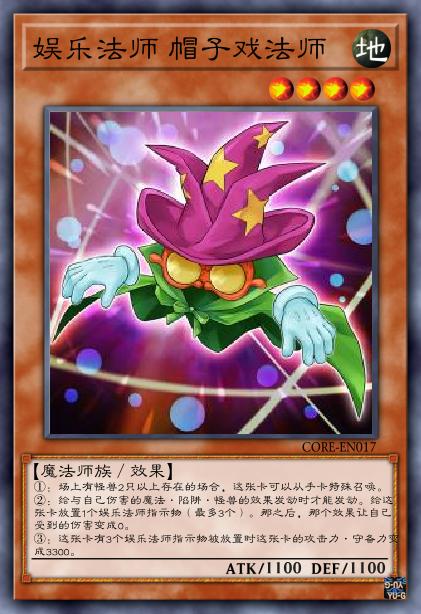 娱乐法师 帽子戏法师
地
CORE-EN017
【魔法师族／效果】
①：场上有怪兽2只以上存在的场合，这张卡可以从手卡特殊召唤。
②：给与自己伤害的魔法·陷阱·怪兽的效果发动时才能发动。给这
张卡放置1个娱乐法师指示物（最多3个）。那之后，那个效果让自己
受到的伤害变成0。
③：这张卡有3个娱乐法师指示物被放置时这张卡的攻击力·守备力变
成3300。
ATK/1100 DEF/1100